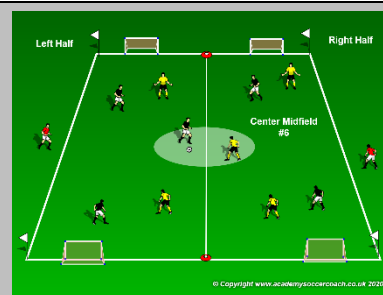 Left Half
Right Half
Center Midfield
#6
© Copyright www.academysoccercoach.co.uk 2020